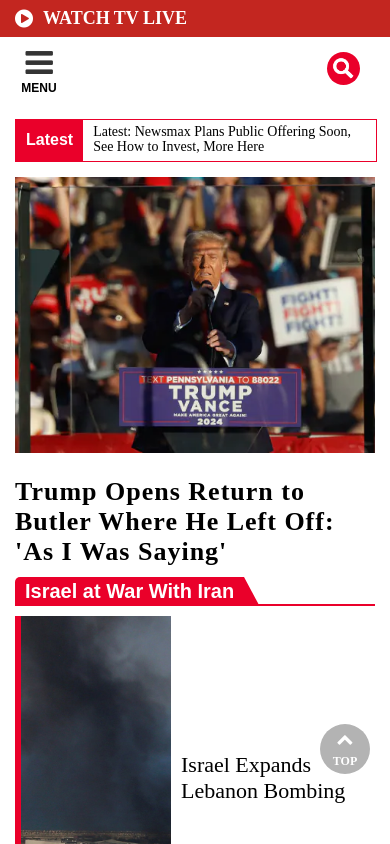 WATCH TV LIVE
MENU
Latest
Latest: Newsmax Plans Public Offering Soon,
See How to Invest, More Here
FIGHT!
FIGHT!
FIGHT!
TEXT PENNSYLVANIA TO 88022
TRUMP
VANCE
MAKE AMERICA GREAT AGAIN!
2024
Trump Opens Return to
Butler Where He Left Off:
'As I Was Saying'
Israel at War With Iran
Israel Expands
Lebanon Bombing
TOP